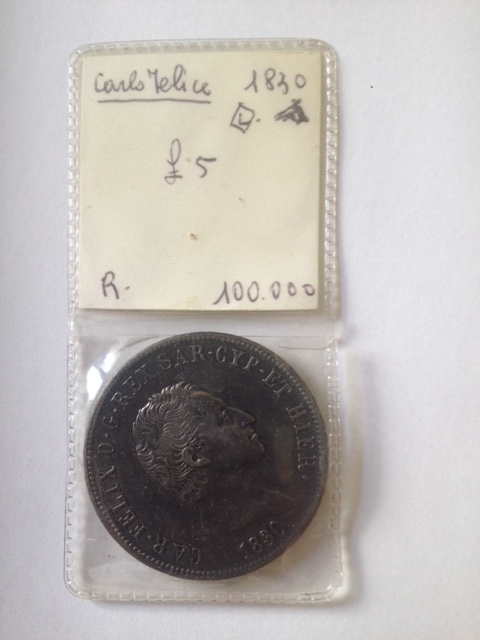 Carlo Felice 1830
L.
£ 5
R. 100.000
CAR·FELIX D·G·REX SAR·CYP·ET HIER·
1830